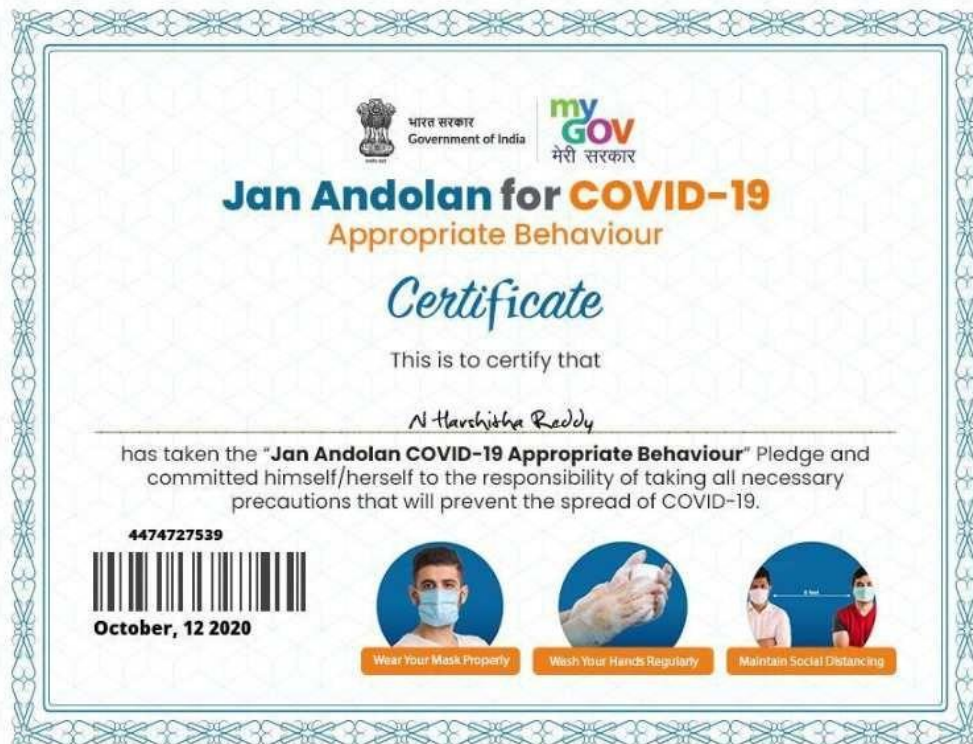 भारत सरकार
Government of India
my
GOV
मेरी सरकार
Jan Andolan for COVID-19
Appropriate Behaviour
Certificate
This is to certify that
N Harshitha Reddy
has taken the "Jan Andolan COVID-19 Appropriate Behaviour" Pledge and
committed himself/herself to the responsibility of taking all necessary
precautions that will prevent the spread of COVID-19.
4474727539
October, 12 2020
Wear Your Mask Properly
Wash Your Hands Regularly
Maintain Social Distancing